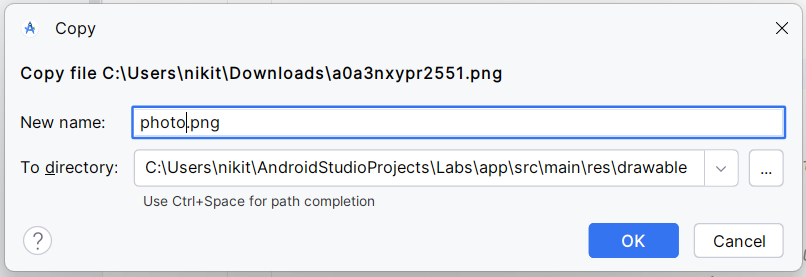 Copy
Copy file C:\Users\nikit\Downloads\a0a3nxypr2551.png
New name: photo.png
To directory: C:\Users\nikit\AndroidStudioProjects\Labs\app\src\main\res\drawable ...
Use Ctrl+Space for path completion
? OK Cancel